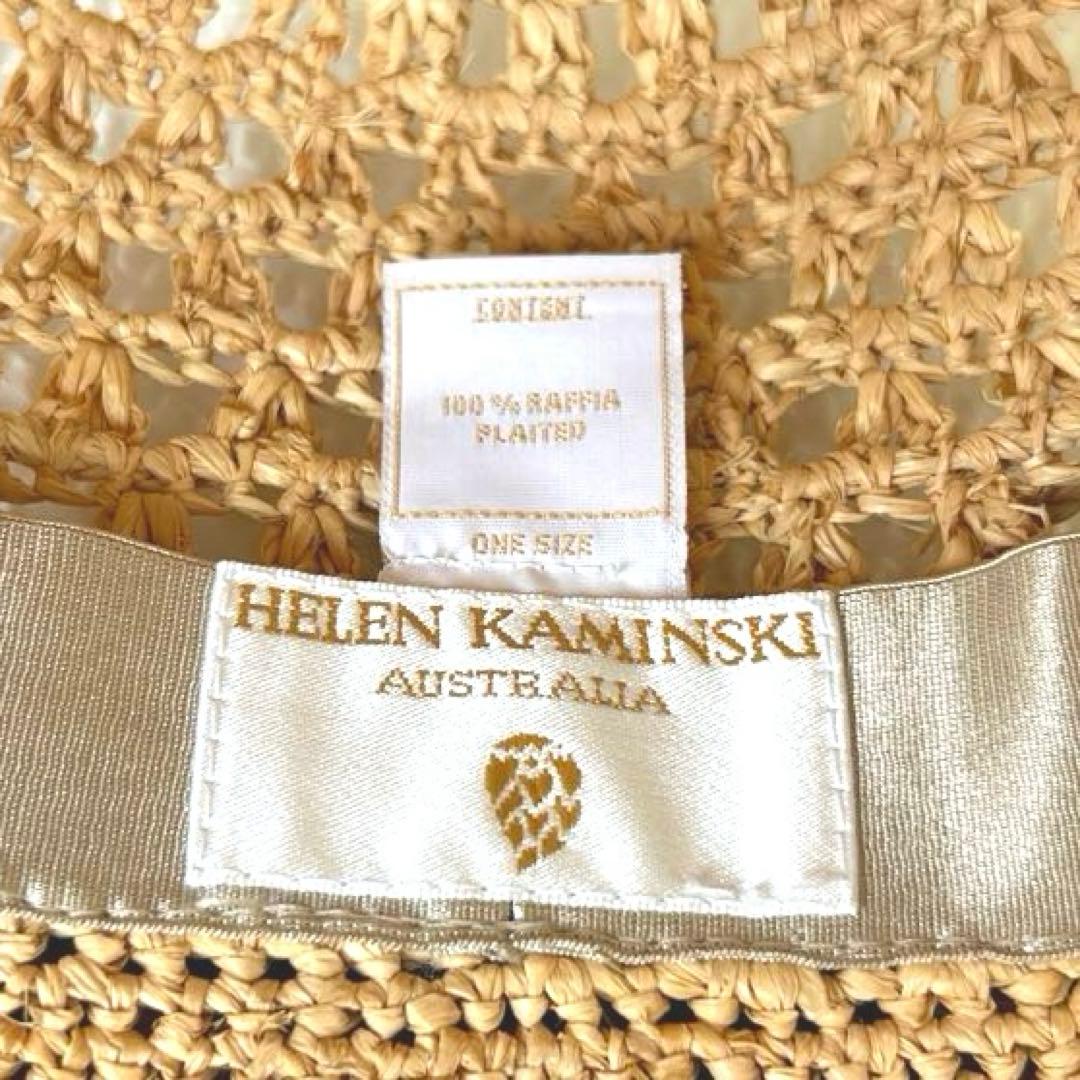 CONTENT
100% RAFFIA
PLAITED
ONE SIZE
HELEN KAMINSKI
AUSTRALIA